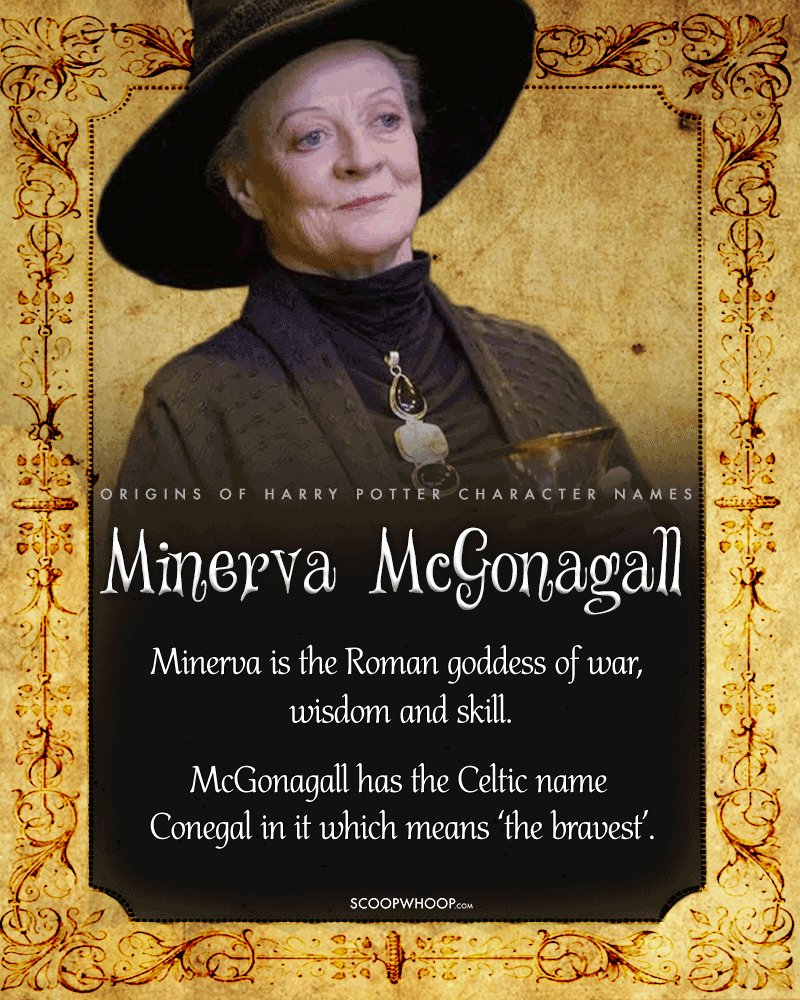 ORIGINS OF HARRY POTTER CHARACTER NAMES
Minerva McGonagall
Minerva is the Roman goddess of war,
wisdom and skill.
McGonagall has the Celtic name
Conegal in it which means ‘the bravest’.
SCOOPWHOOP.COM